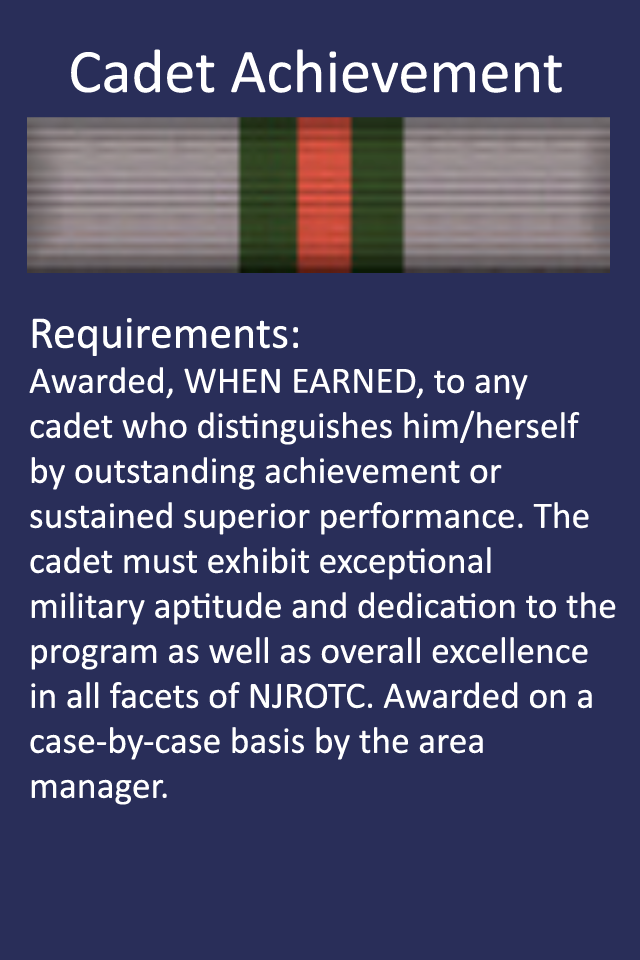 Cadet Achievement
Requirements:
Awarded, WHEN EARNED, to any
cadet who distinguishes him/herself
by outstanding achievement or
sustained superior performance. The
cadet must exhibit exceptional
military aptitude and dedication to the
program as well as overall excellence
in all facets of NJROTC. Awarded on a
case-by-case basis by the area
manager.